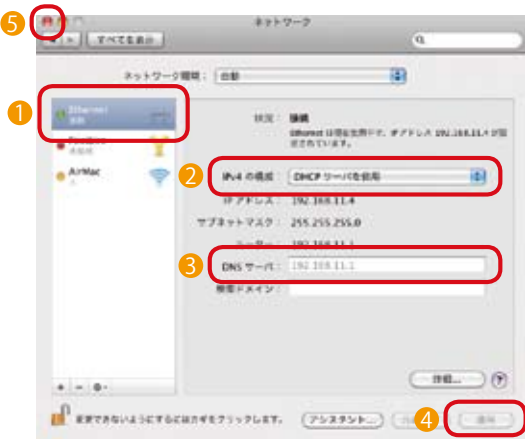 5
ネットワーク
すべてを表示
ネットワーク環境： 自動
1
Ethernet
状況： 接続
Ethernet は現在使用中で、IP アドレス 192.168.11.4 が設
定されています。
AirMac
2
IPv4 の構成： DHCP サーバを使用
IP アドレス： 192.168.11.4
サブネットマスク： 255.255.255.0
ルーター： 192.168.11.1
3
DNS サーバ： 192.168.11.1
検索ドメイン：
詳細... ?
+ −
変更できないようにするにはカギをクリックします。
アシスタント...
4
適用